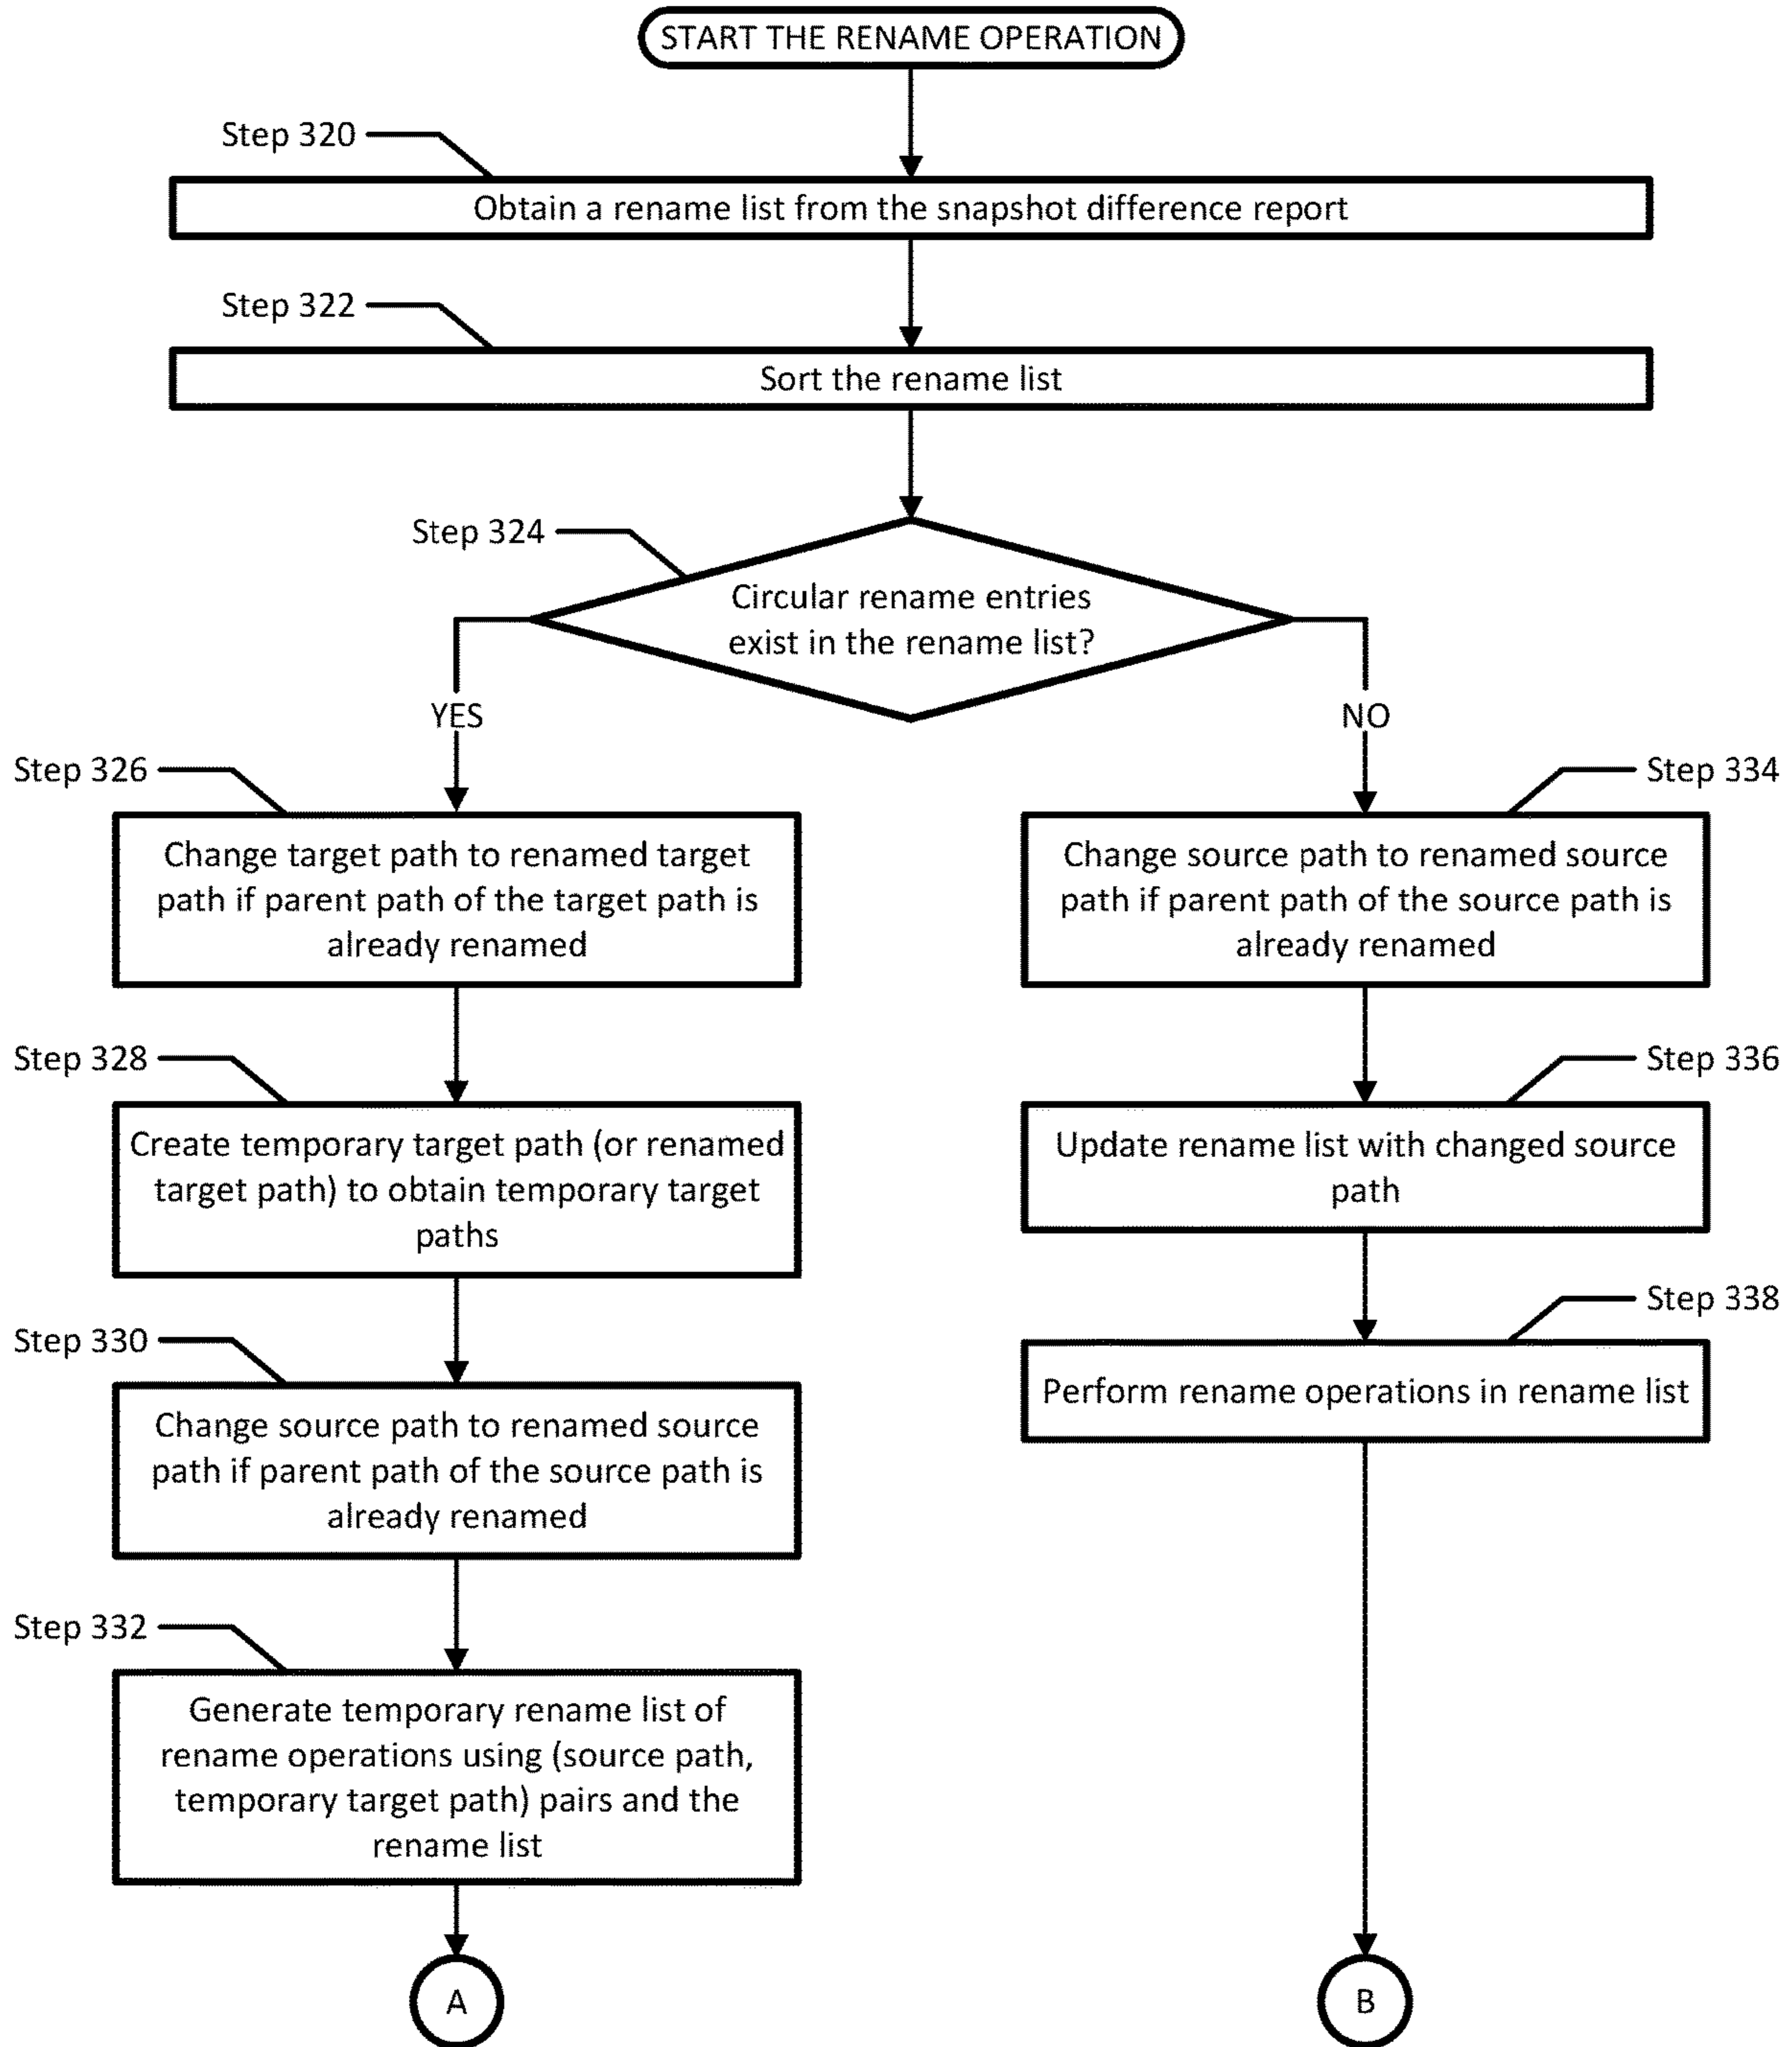 START THE RENAME OPERATION
Step 320
Obtain a rename list from the snapshot difference report
Step 322
Sort the rename list
Step 324
Circular rename entries
exist in the rename list?
YES
NO
Step 326
Change target path to renamed target
path if parent path of the target path is
already renamed
Step 328
Create temporary target path (or renamed
target path) to obtain temporary target
paths
Step 330
Change source path to renamed source
path if parent path of the source path is
already renamed
Step 332
Generate temporary rename list of
rename operations using (source path,
temporary target path) pairs and the
rename list
A
Step 334
Change source path to renamed source
path if parent path of the source path is
already renamed
Step 336
Update rename list with changed source
path
Step 338
Perform rename operations in rename list
B